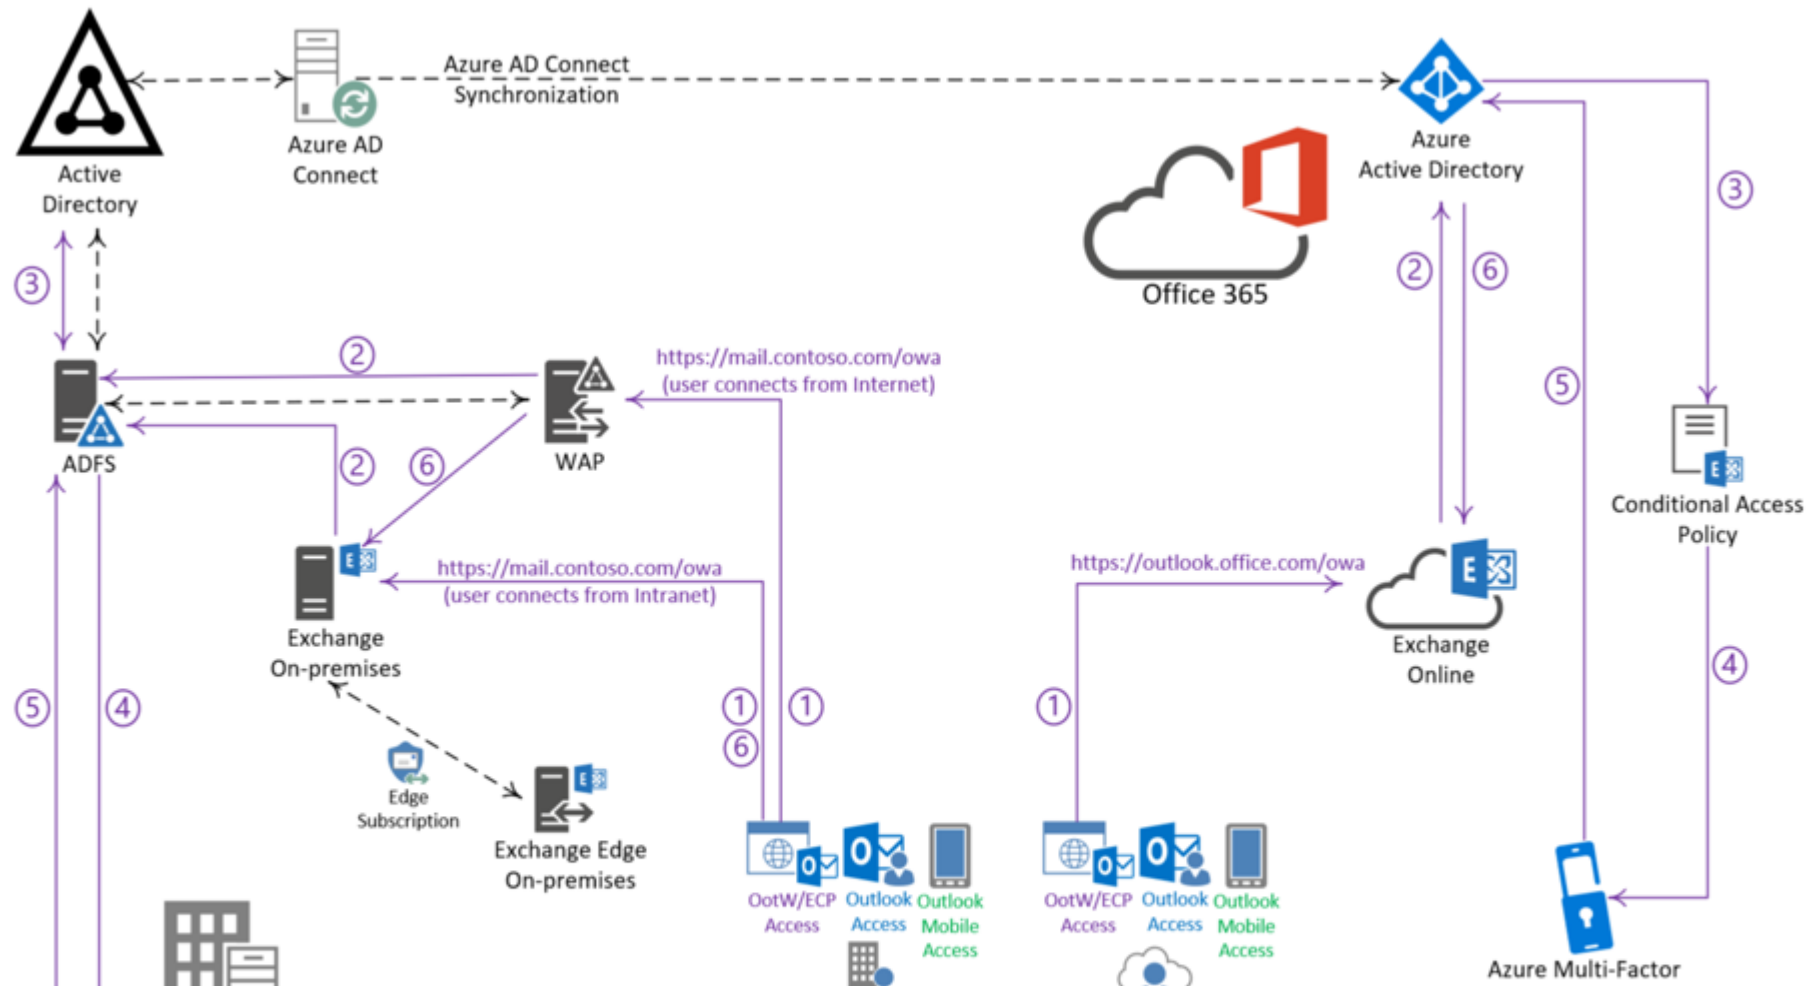 Azure AD Connect
Synchronization
Azure AD
Connect
Active
Directory
Azure
Active Directory
Office 365
3
3
2
6
2
https://mail.contoso.com/owa
(user connects from Internet)
5
ADFS
WAP
2
6
E
Conditional Access
Policy
E
https://mail.contoso.com/owa
(user connects from Intranet)
https://outlook.office.com/owa
E
Exchange
On-premises
Exchange
Online
4
5
4
1
1
1
6
Edge
Subscription
E
Exchange Edge
On-premises
O
O
O
O
OotW/ECP
Access
Outlook
Access
Outlook
Mobile
Access
OotW/ECP
Access
Outlook
Access
Outlook
Mobile
Access
Azure Multi-Factor